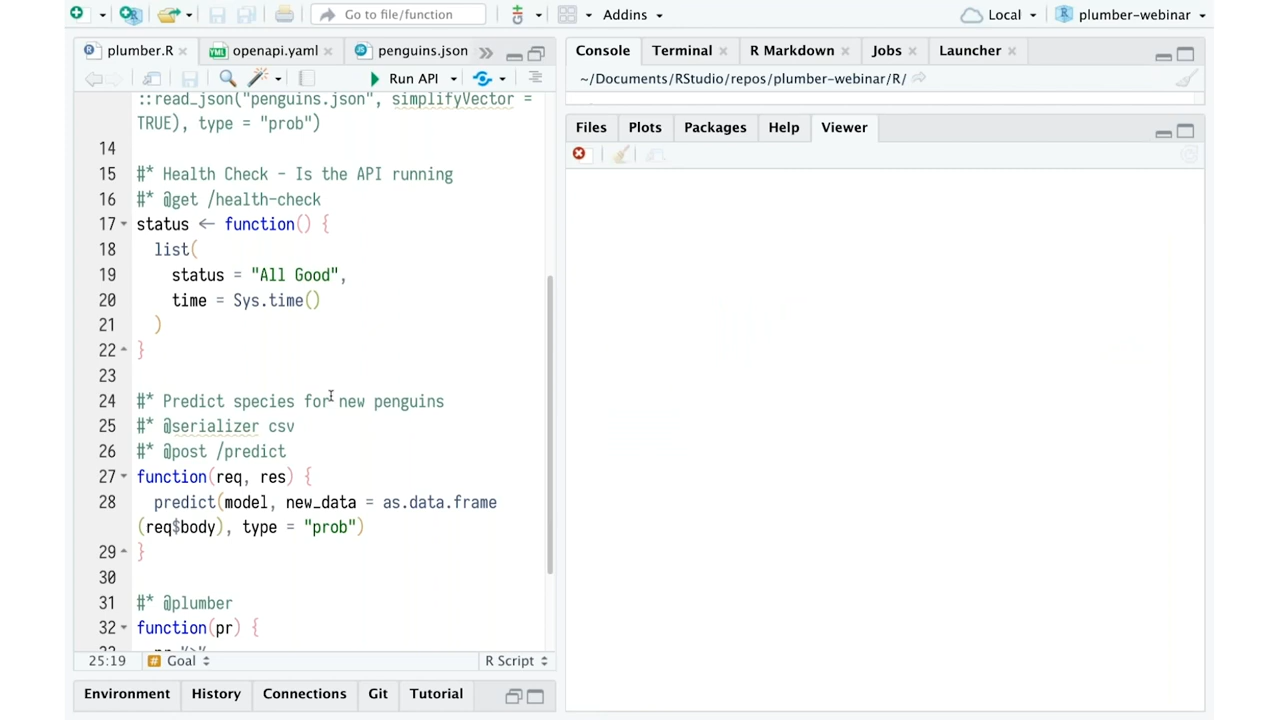 Go to file/function
Addins
Local
plumber-webinar
plumber.R
openapi.yaml
penguins.json
Run API
::read_json("penguins.json", simplifyVector =
TRUE), type = "prob")
14
15 #* Health Check - Is the API running
16 #* @get /health-check
17 status ← function() {
18 list(
19 status = "All Good",
20 time = Sys.time()
21 )
22 }
23
24 #* Predict species for new penguins
25 #* @serializer csv
26 #* @post /predict
27 function(req, res) {
28 predict(model, new_data = as.data.frame
(req$body), type = "prob")
29 }
30
31 #* @plumber
32 function(pr) {
25:19
# Goal
R Script
Environment
History
Connections
Git
Tutorial
Console
Terminal
R Markdown
Jobs
Launcher
~/Documents/RStudio/repos/plumber-webinar/R/
Files
Plots
Packages
Help
Viewer